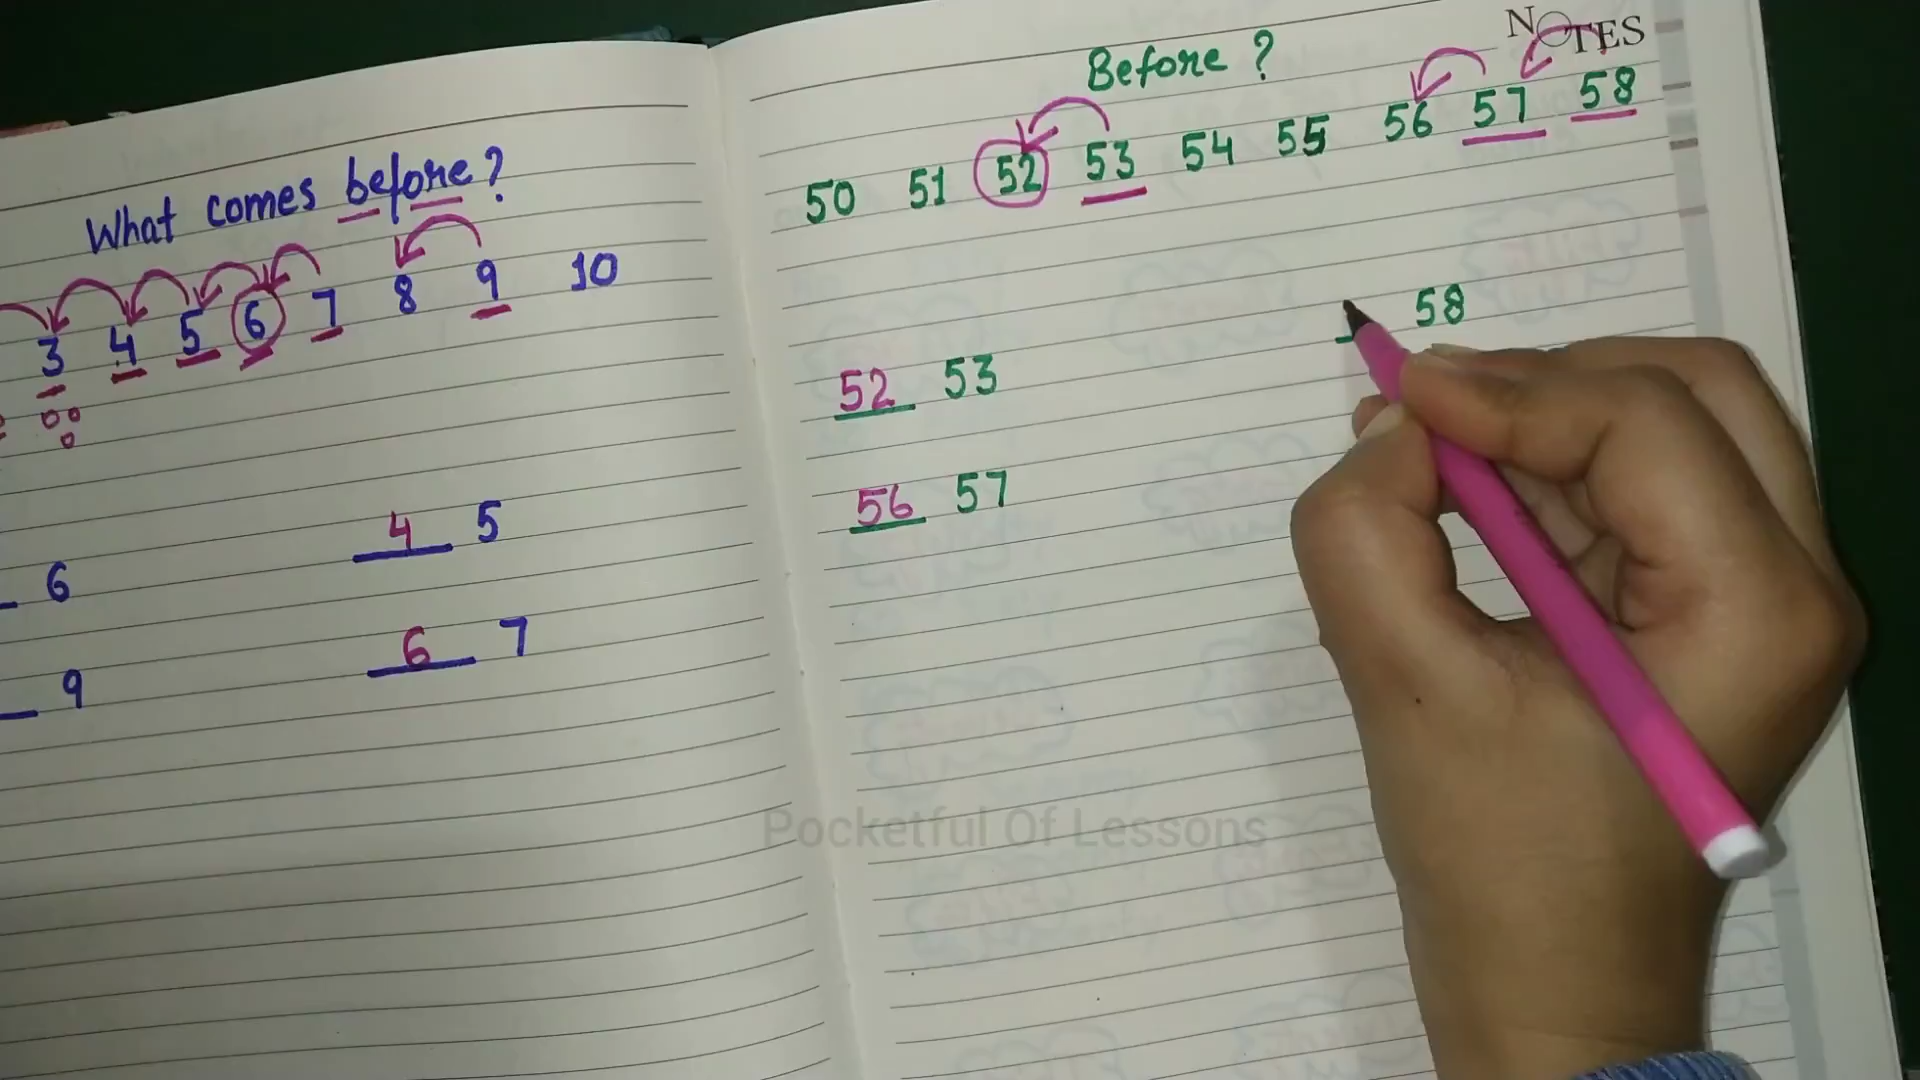 What comes before?
3 4 5 6 7 8 9 10
4 5
6
6 7
9
NOTES
Before ?
50 51 52 53 54 55 56 57 58
58
52 53
56 57
Pocketful Of Lessons